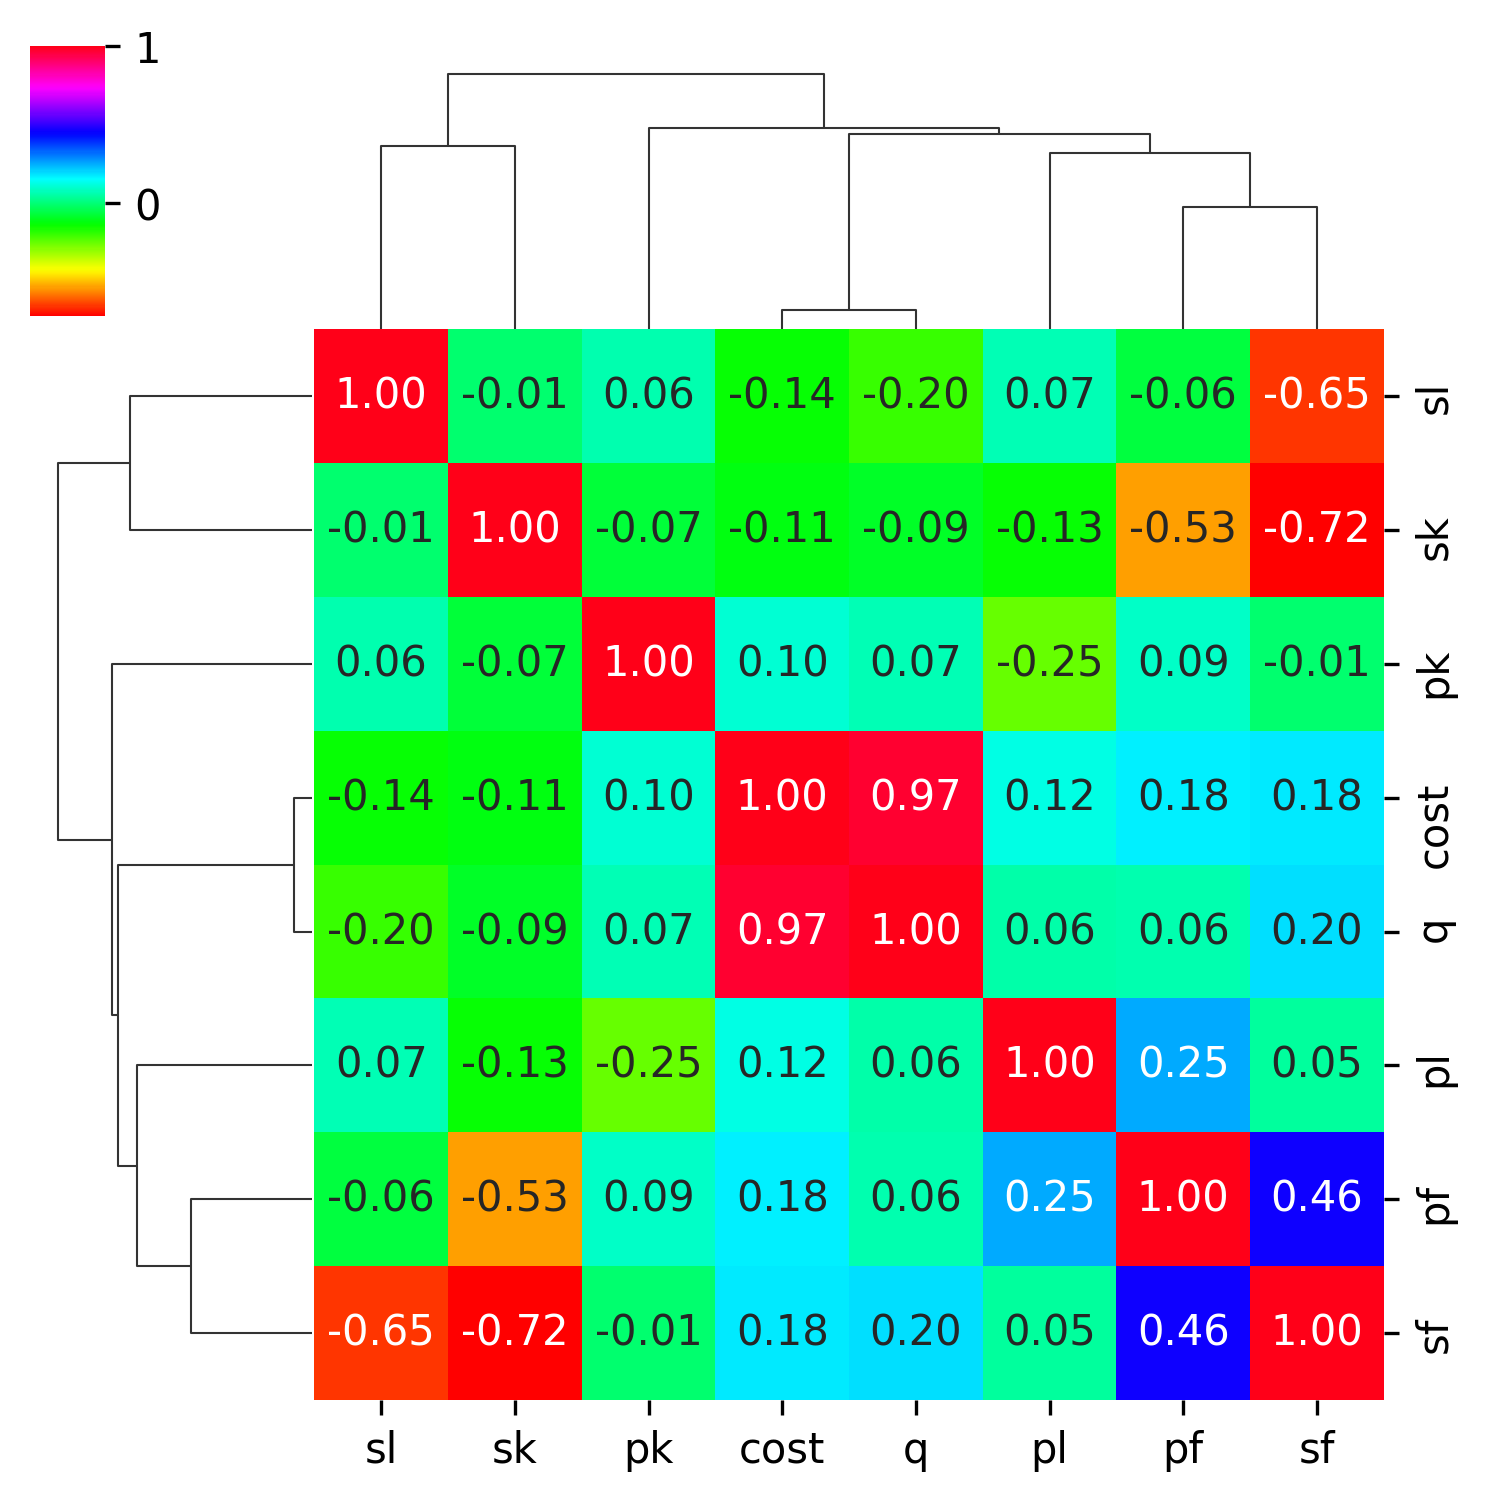 1
0
1.00 -0.01 0.06 -0.14 -0.20 0.07 -0.06 -0.65 sl
-0.01 1.00 -0.07 -0.11 -0.09 -0.13 -0.53 -0.72 sk
0.06 -0.07 1.00 0.10 0.07 -0.25 0.09 -0.01 pk
-0.14 -0.11 0.10 1.00 0.97 0.12 0.18 0.18 cost
-0.20 -0.09 0.07 0.97 1.00 0.06 0.06 0.20 q
0.07 -0.13 -0.25 0.12 0.06 1.00 0.25 0.05 pl
-0.06 -0.53 0.09 0.18 0.06 0.25 1.00 0.46 pf
-0.65 -0.72 -0.01 0.18 0.20 0.05 0.46 1.00 sf
sl sk pk cost q pl pf sf